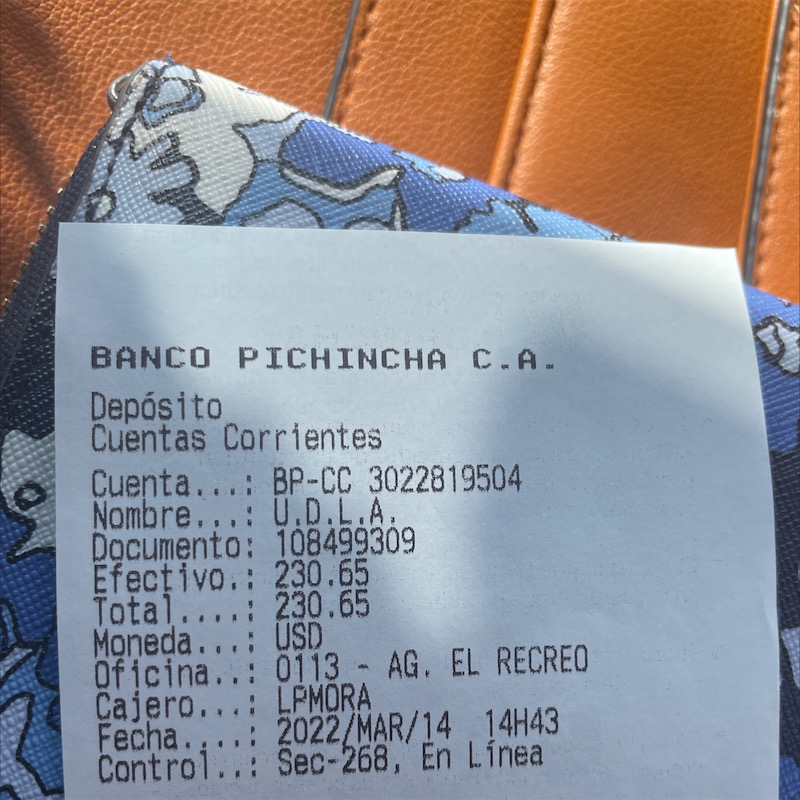 BANCO PICHINCHA C.A.
Depósito
Cuentas Corrientes
Cuenta...: BP-CC 3022819504
Nombre...: U.D.L.A.
Documento: 108499309
Efectivo.: 230.65
Total....: 230.65
Moneda...: USD
Oficina..: 0113 - AG. EL RECREO
Cajero...: LPMORA
Fecha....: 2022/MAR/14 14H43
Control..: Sec-268, En Línea